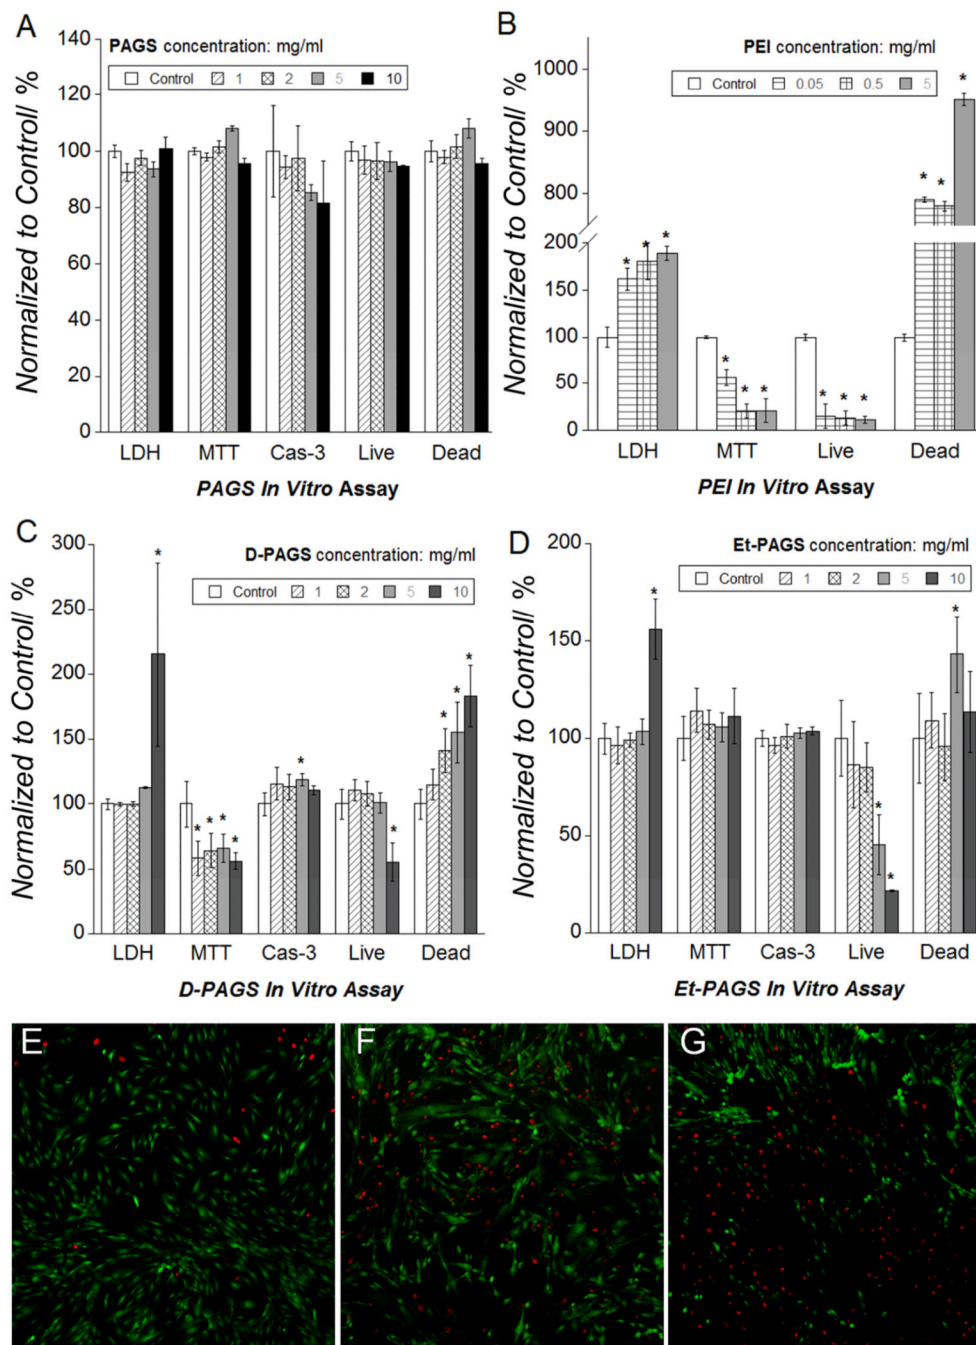 A
PAGS concentration: mg/ml
Control 1 2 5 10
Normalized to Control/ %
140
120
100
80
60
40
20
0
LDH MTT Cas-3 Live Dead
PAGS In Vitro Assay
B
PEI concentration: mg/ml
Control 0.05 0.5 5
Normalized to Control/ %
1000
900
800
200
150
100
50
0
* * * * * * * * * * * *
LDH MTT Live Dead
PEI In Vitro Assay
C
D-PAGS concentration: mg/ml
Control 1 2 5 10
Normalized to Control/ %
300
250
200
150
100
50
0
* * * * * * * * * *
LDH MTT Cas-3 Live Dead
D-PAGS In Vitro Assay
D
Et-PAGS concentration: mg/ml
Control 1 2 5 10
Normalized to Control/ %
200
150
100
50
0
* * * *
LDH MTT Cas-3 Live Dead
Et-PAGS In Vitro Assay
E
F
G